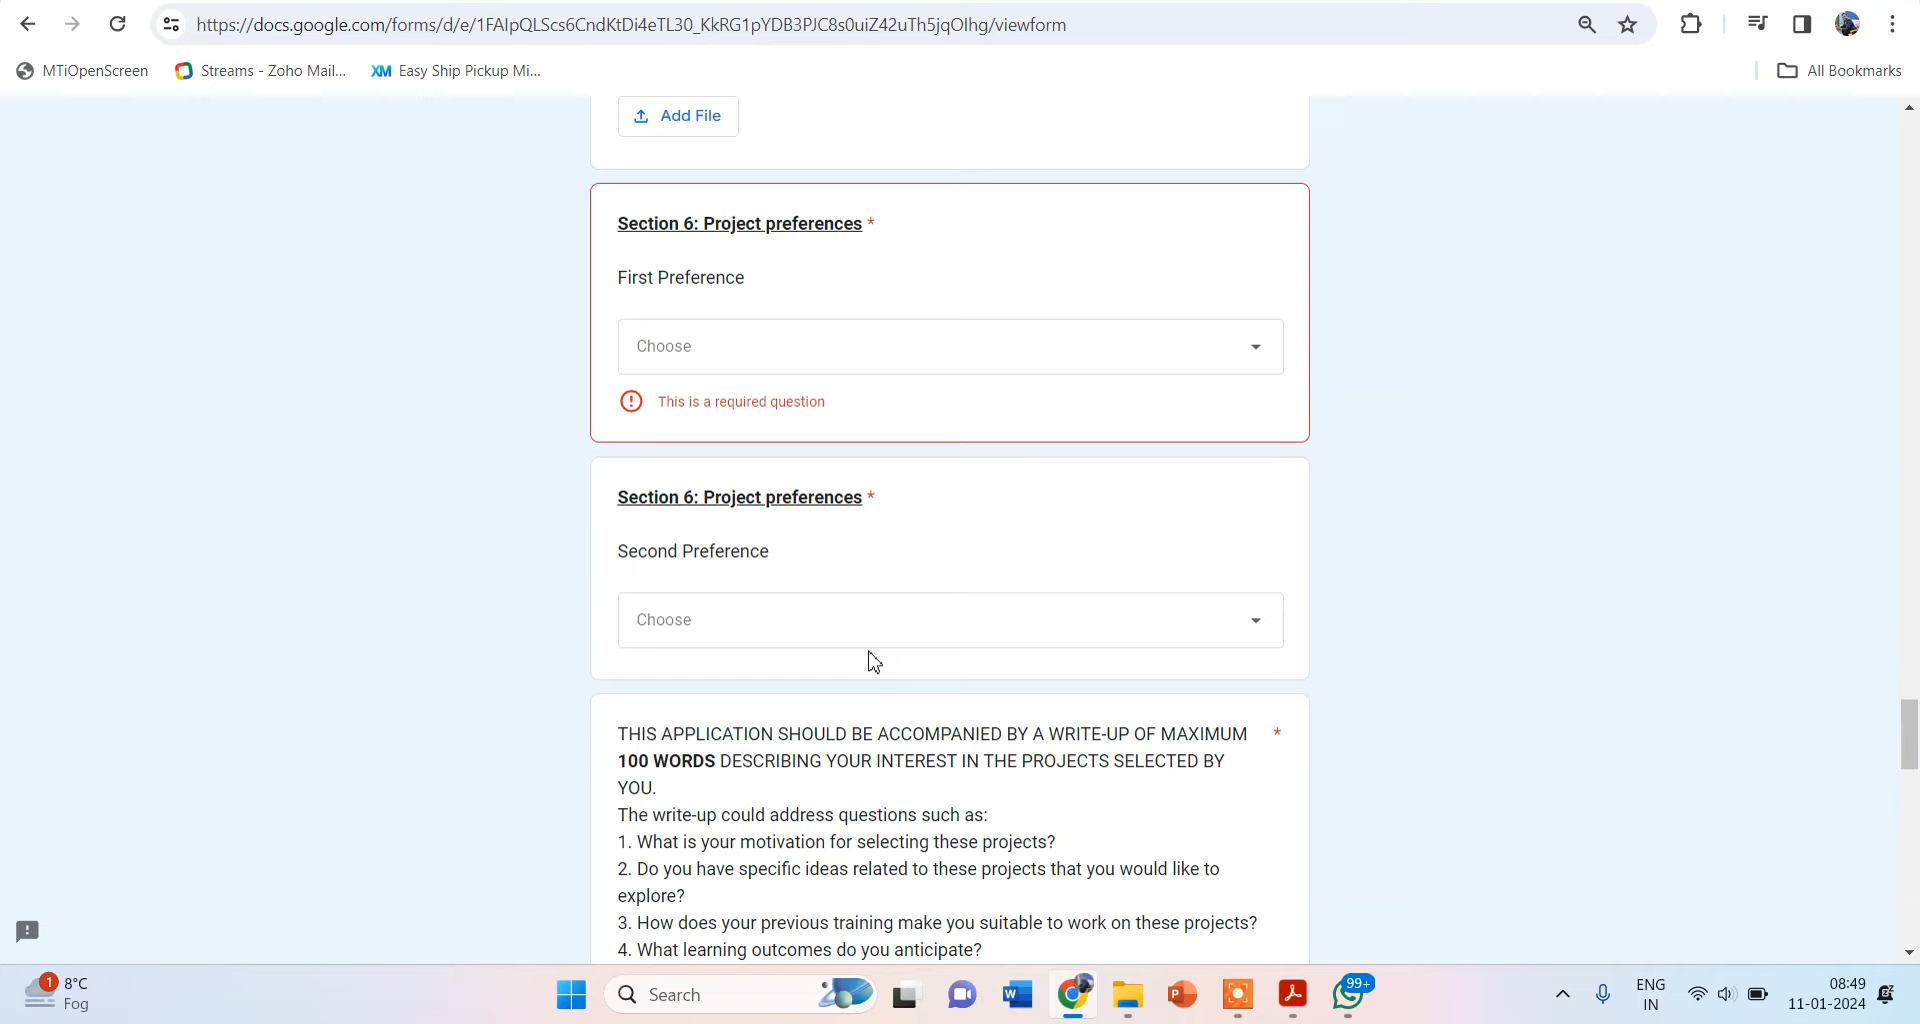 https://docs.google.com/forms/d/e/1FAIpQLScs6CndKtDi4eTL30_KkRG1pYDB3PJC8s0uiZ42uTh5jqOlhg/viewform
MTiOpenScreen
Streams - Zoho Mail...
XM Easy Ship Pickup Mi...
All Bookmarks
Add File
Section 6: Project preferences *
First Preference
Choose
This is a required question
Section 6: Project preferences *
Second Preference
Choose
THIS APPLICATION SHOULD BE ACCOMPANIED BY A WRITE-UP OF MAXIMUM *
100 WORDS DESCRIBING YOUR INTEREST IN THE PROJECTS SELECTED BY
YOU.
The write-up could address questions such as:
1. What is your motivation for selecting these projects?
2. Do you have specific ideas related to these projects that you would like to
explore?
3. How does your previous training make you suitable to work on these projects?
4. What learning outcomes do you anticipate?
1
8°C
Fog
Search
99+
ENG
IN
08:49
11-01-2024